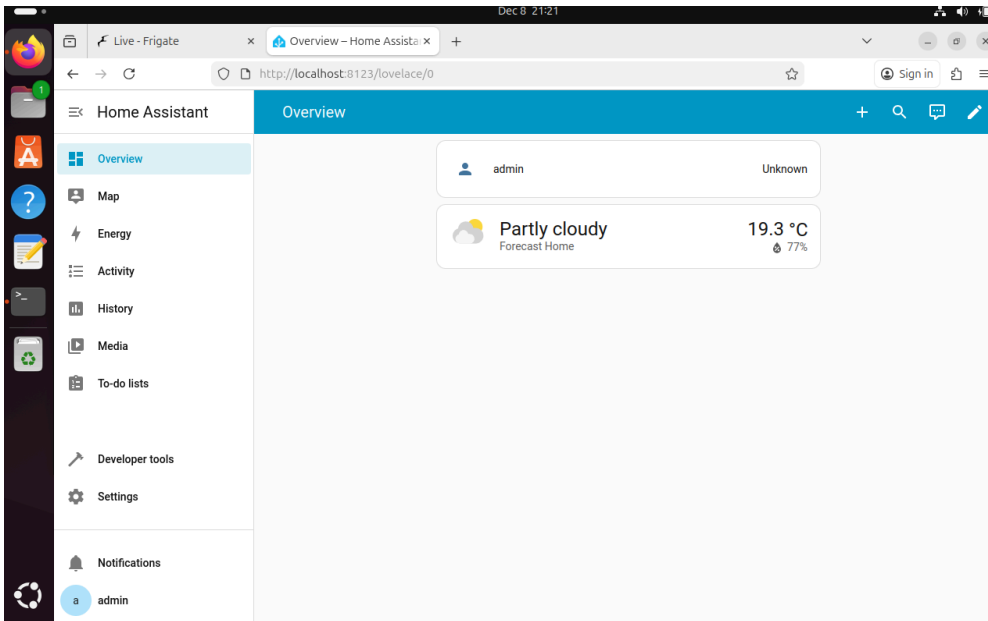 Dec 8 21:21
Live - Frigate
Overview – Home Assista
http://localhost:8123/lovelace/0
Sign in
1
Home Assistant
Overview
Overview
admin
Unknown
Map
Partly cloudy
19.3 °C
Forecast Home
77%
Energy
Activity
History
Media
To-do lists
Developer tools
Settings
Notifications
a
admin